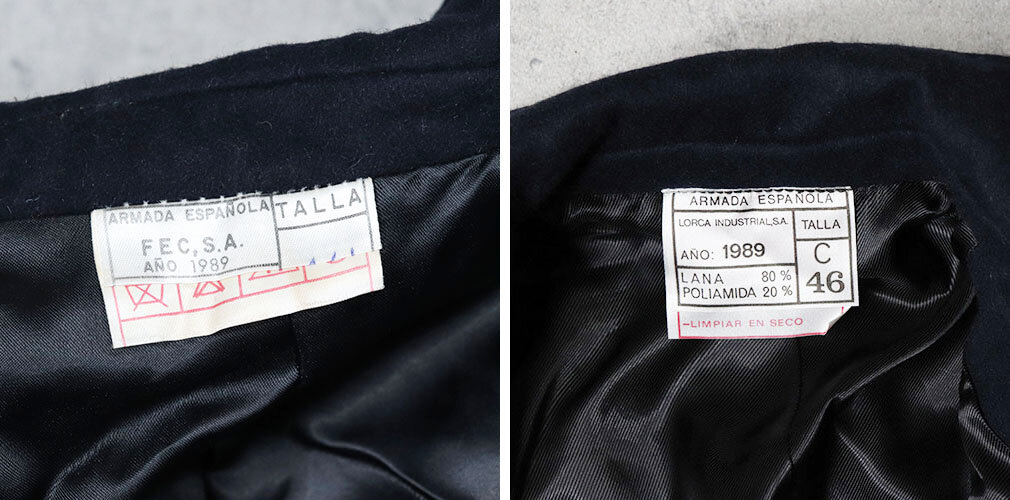 ARMADA ESPAÑOLA
TALLA
FEC, S.A.
AÑO 1989
ARMADA ESPAÑOLA
LORCA INDUSTRIAL, S.A.
TALLA
AÑO: 1989
C
LANA 80 %
46
POLIAMIDA 20 %
-LIMPIAR EN SECO